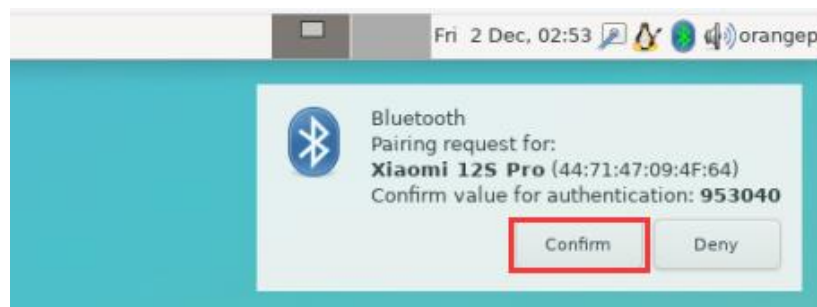 Fri 2 Dec, 02:53 orangep
Bluetooth
Pairing request for:
Xiaomi 12S Pro (44:71:47:09:4F:64)
Confirm value for authentication: 953040
Confirm Deny